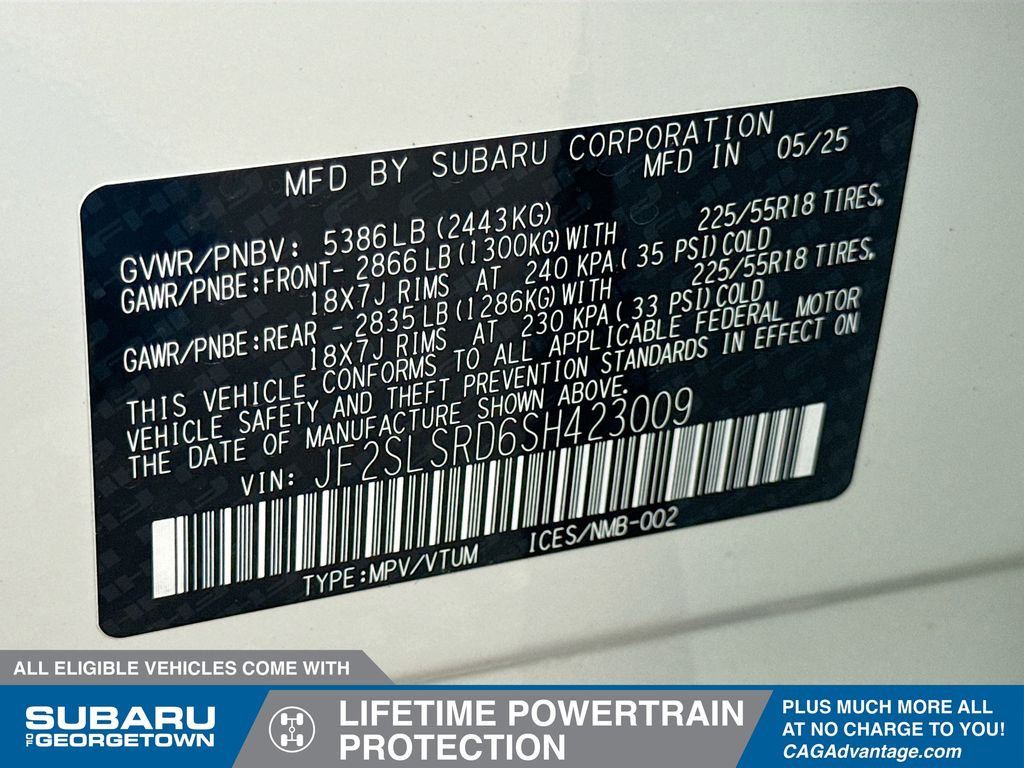 MFD BY SUBARU CORPORATION
MFD IN 05/25
GVWR/PNBV: 5386LB (2443KG)
GAWR/PNBE:FRONT- 2866 LB (1300KG) WITH 225/55R18 TIRES,
18X7J RIMS AT 240 KPA ( 35 PSI) COLD
GAWR/PNBE:REAR - 2835 LB (1286KG) WITH 225/55R18 TIRES,
18X7J RIMS AT 230 KPA ( 33 PSI) COLD
THIS VEHICLE CONFORMS TO ALL APPLICABLE FEDERAL MOTOR
VEHICLE SAFETY AND THEFT PREVENTION STANDARDS IN EFFECT ON
THE DATE OF MANUFACTURE SHOWN ABOVE.
VIN: JF2SLSRD6SH423009
TYPE:MPV/VTUM ICES/NMB-002
ALL ELIGIBLE VEHICLES COME WITH
SUBARU
OF GEORGETOWN
LIFETIME POWERTRAIN
PROTECTION
PLUS MUCH MORE ALL
AT NO CHARGE TO YOU!
CAGAdvantage.com